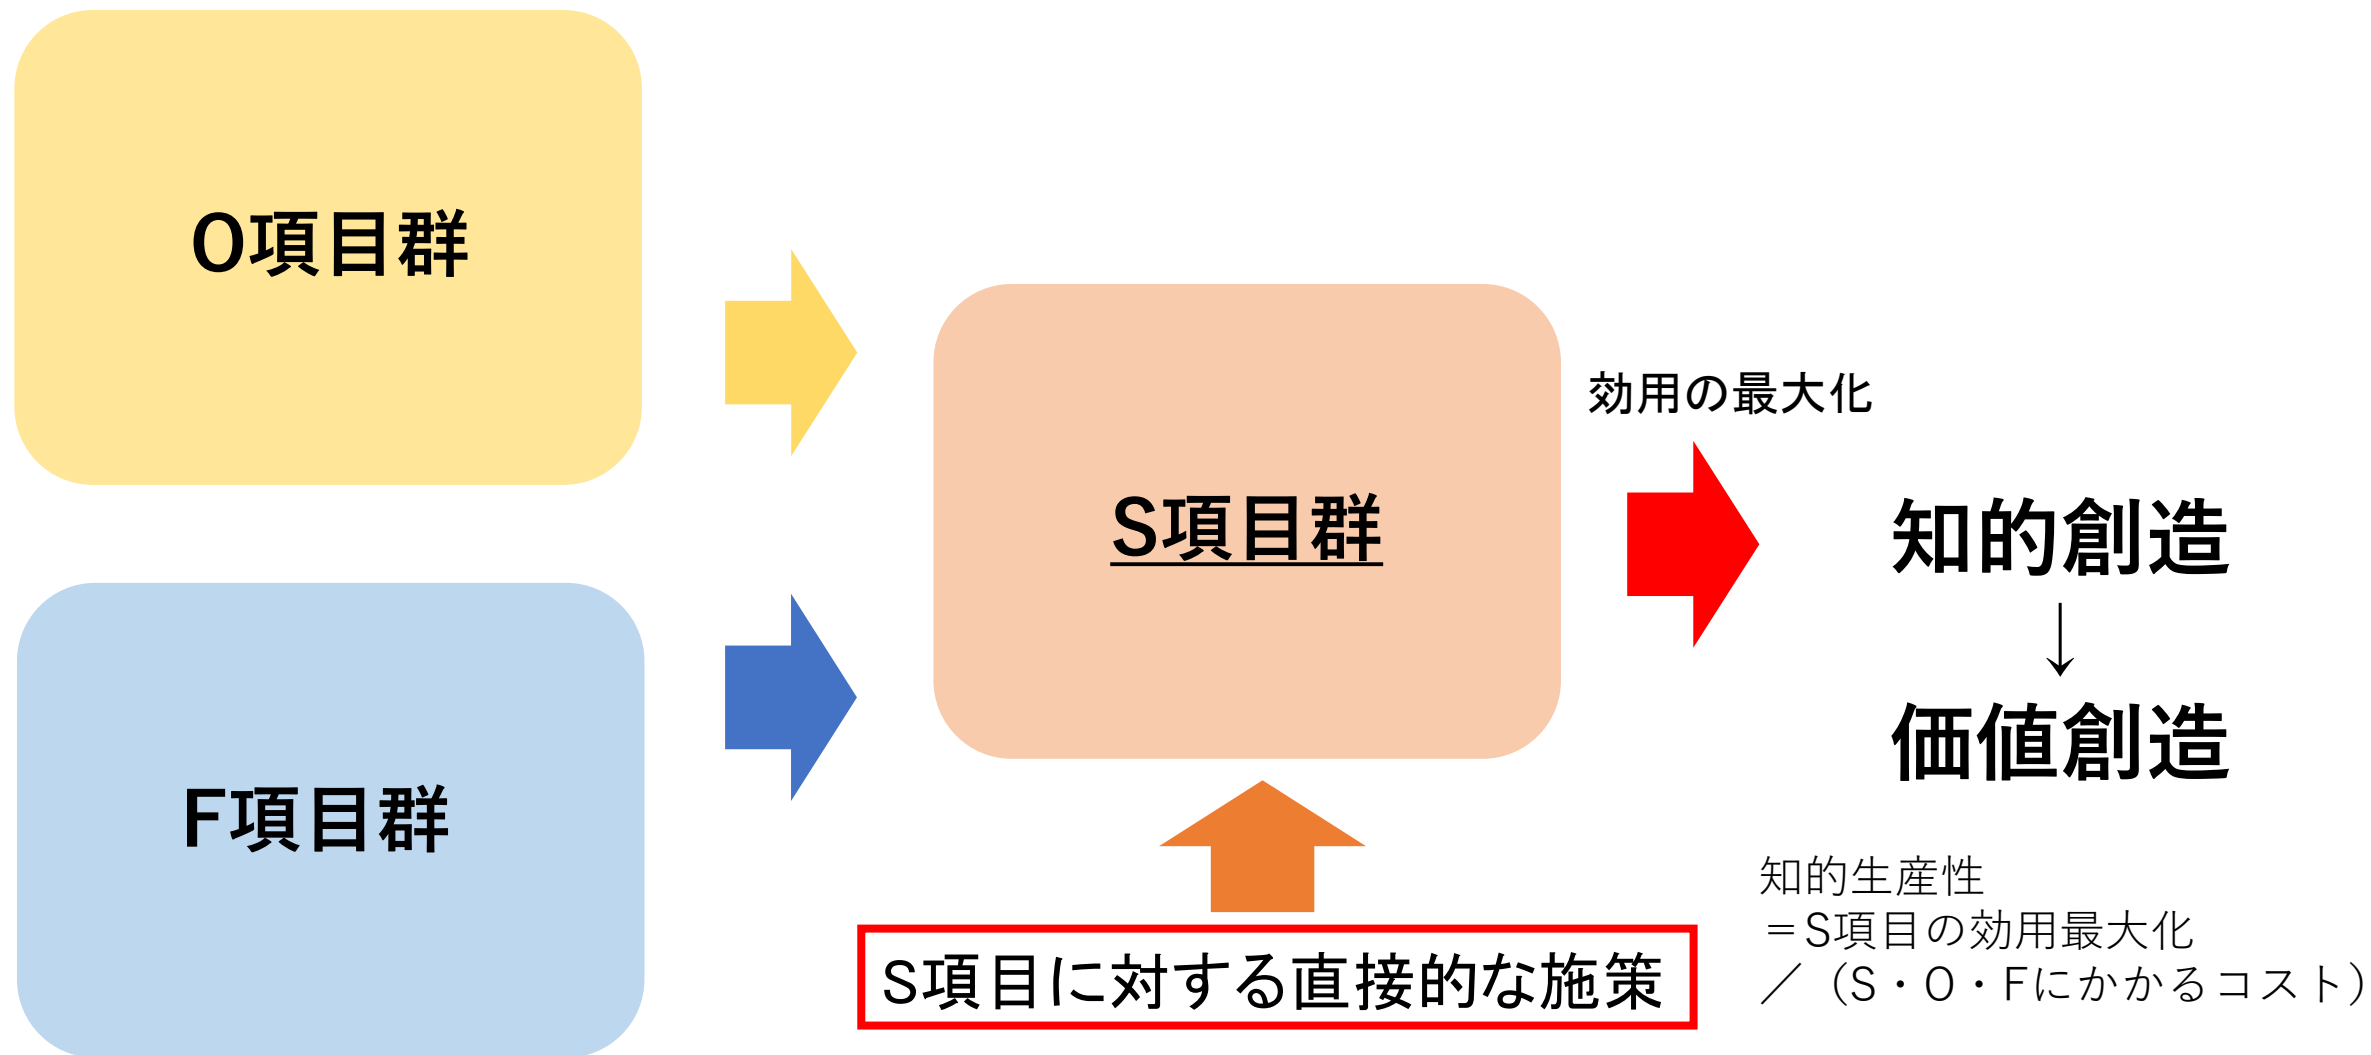 O項目群
F項目群
S項目群
S項目に対する直接的な施策
効用の最大化
知的創造
↓
価値創造
知的生産性
＝S項目の効用最大化
／（S・O・Fにかかるコスト）